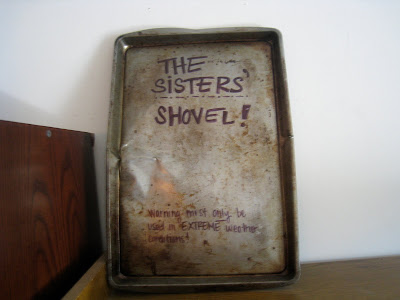 THE
SISTERS'
SHOVEL!
Warning must only be
used in EXTREME weather
conditions!